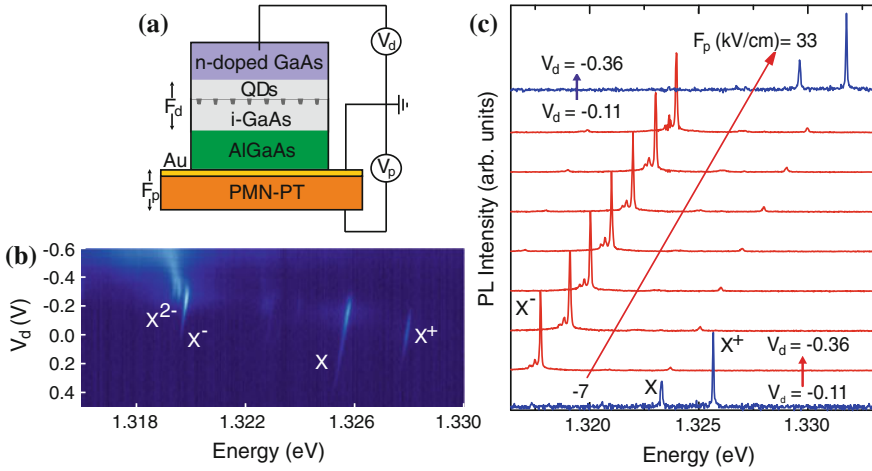 (a)
n-doped GaAs
QDs
F_d
i-GaAs
AlGaAs
Au
F_p
PMN-PT
V_d
V_p
(b)
-0.6
-0.4
-0.2
0.0
0.2
0.4
V_d (V)
X²⁻
X⁻
X
X⁺
1.318
1.322
1.326
1.330
Energy (eV)
(c)
PL Intensity (arb. units)
F_p (kV/cm)= 33
V_d = -0.36
V_d = -0.11
X⁻
-7
X
X⁺
V_d = -0.36
V_d = -0.11
1.320
1.325
1.330
Energy (eV)